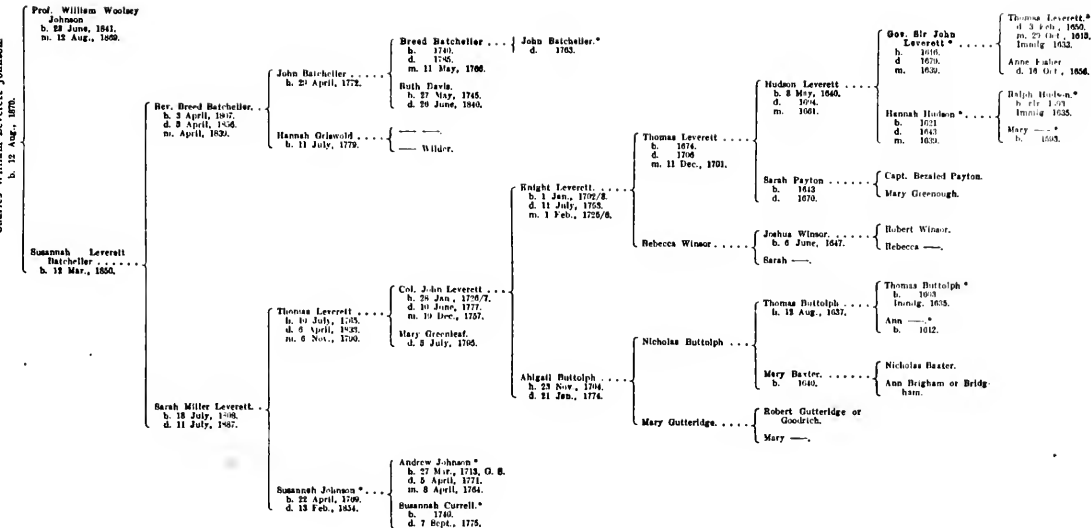 Prof. William Woolsey
Johnson
b. 23 June, 1841.
m. 12 Aug., 1869.
b. 12 Aug., 1870.
Susannah Leverett
Batcheller
b. 12 Mar., 1850.
Rev. Breed Batcheller.
b. 3 April, 1807.
d. 5 April, 1856.
m. April, 1839.
Sarah Miller Leverett.
b. 18 July, 1808.
d. 11 July, 1887.
John Batcheller
b. 29 April, 1772.
Hannah Griswold
b. 11 July, 1779.
Thomas Leverett
b. 10 July, 1765.
d. 6 April, 1833.
m. 6 Nov., 1790.
Susannah Johnson *
b. 22 April, 1769.
d. 13 Feb., 1854.
Breed Batcheller
b. 1740.
d. 1785.
m. 11 May, 1766.
Ruth Davis.
b. 27 May, 1745.
d. 26 June, 1840.
—— ——.
—— Wilder.
Col. John Leverett
b. 28 Jan., 1726/7.
d. 10 June, 1777.
m. 19 Dec., 1757.
Mary Greenleaf.
d. 5 July, 1795.
Andrew Johnson *
b. 27 Mar., 1713, O. S.
d. 5 April, 1771.
m. 8 April, 1764.
Susannah Currell.*
b. 1740.
d. 7 Sept., 1775.
John Batcheller.*
d. 1763.
Knight Leverett.
b. 1 Jan., 1702/3.
d. 11 July, 1753.
m. 1 Feb., 1725/6.
Abigail Buttolph
b. 23 Nov., 1704.
d. 21 Jan., 1774.
Thomas Leverett
b. 1674.
d. 1706
m. 11 Dec., 1701.
Rebecca Winsor
Nicholas Buttolph
Mary Gutteridge.
Hudson Leverett
b. 8 May, 1640.
d. 1694.
m. 1661.
Sarah Payton
b. 1643
d. 1679.
Joshua Winsor.
b. 6 June, 1647.
Sarah ——.
Thomas Buttolph
b. 12 Aug., 1637.
Mary Baxter.
b. 1640.
Robert Gutteridge or
Goodrich.
Mary ——.
Gov. Sir John
Leverett *
b. 1616.
d. 1679.
m. 1639.
Hannah Hudson *
b. 1621
d. 1643
m. 1639.
Capt. Bezaled Payton.
Mary Greenough.
Robert Winsor.
Rebecca ——.
Thomas Buttolph *
b. 1603
Immig. 1635.
Ann ——.*
b. 1612.
Nicholas Baxter.
Ann Brigham or Bridg-
ham.
Thomas Leverett.*
d. 3 Feb., 1650.
m. 29 Oct., 1610.
Immig 1633.
Anne Fisher
d. 16 Oct., 1656.
Ralph Hudson.*
b. cir 1593
Immig 1635.
Mary ——*
b. 1593.